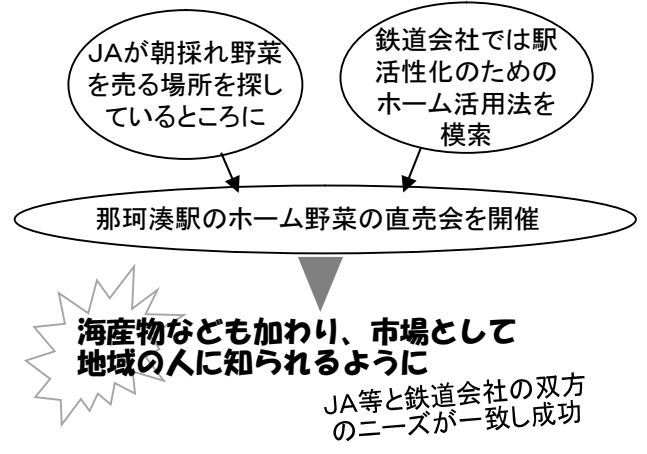 JAが朝採れ野菜
を売る場所を探し
ているところに
鉄道会社では駅
活性化のための
ホーム活用法を
模索
那珂湊駅のホーム野菜の直売会を開催
海産物なども加わり、市場として
地域の人に知られるように
JA等と鉄道会社の双方
のニーズが一致し成功